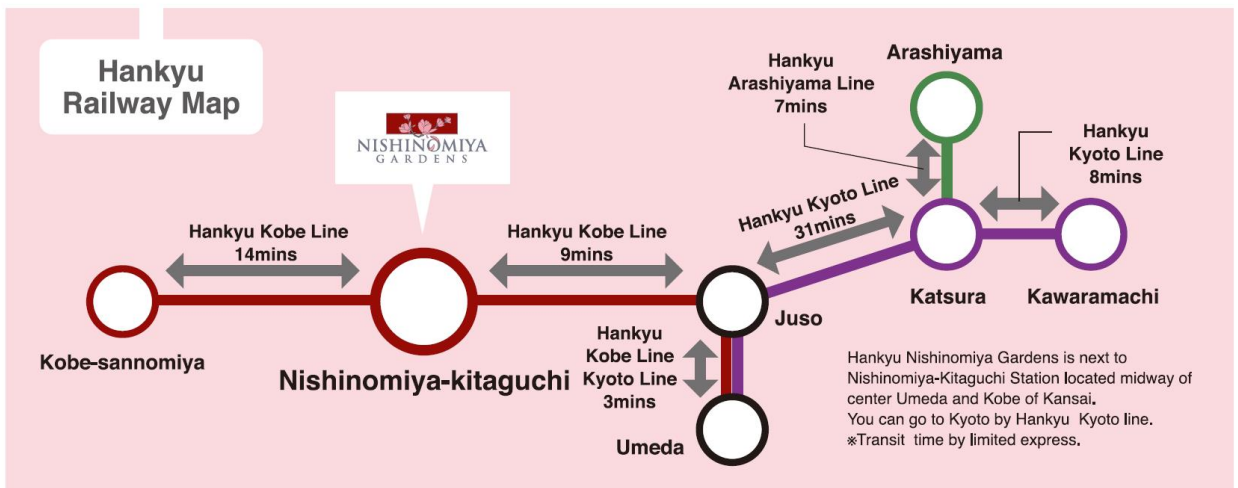 Hankyu
Railway Map
NISHINOMIYA
GARDENS
Hankyu
Arashiyama Line
7mins
Arashiyama
Hankyu
Kyoto Line
8mins
Hankyu Kobe Line
14mins
Hankyu Kobe Line
9mins
Hankyu Kyoto Line
31mins
Kobe-sannomiya
Nishinomiya-kitaguchi
Juso
Katsura
Kawaramachi
Hankyu
Kobe Line
Kyoto Line
3mins
Umeda
Hankyu Nishinomiya Gardens is next to
Nishinomiya-Kitaguchi Station located midway of
center Umeda and Kobe of Kansai.
You can go to Kyoto by Hankyu Kyoto line.
※Transit time by limited express.